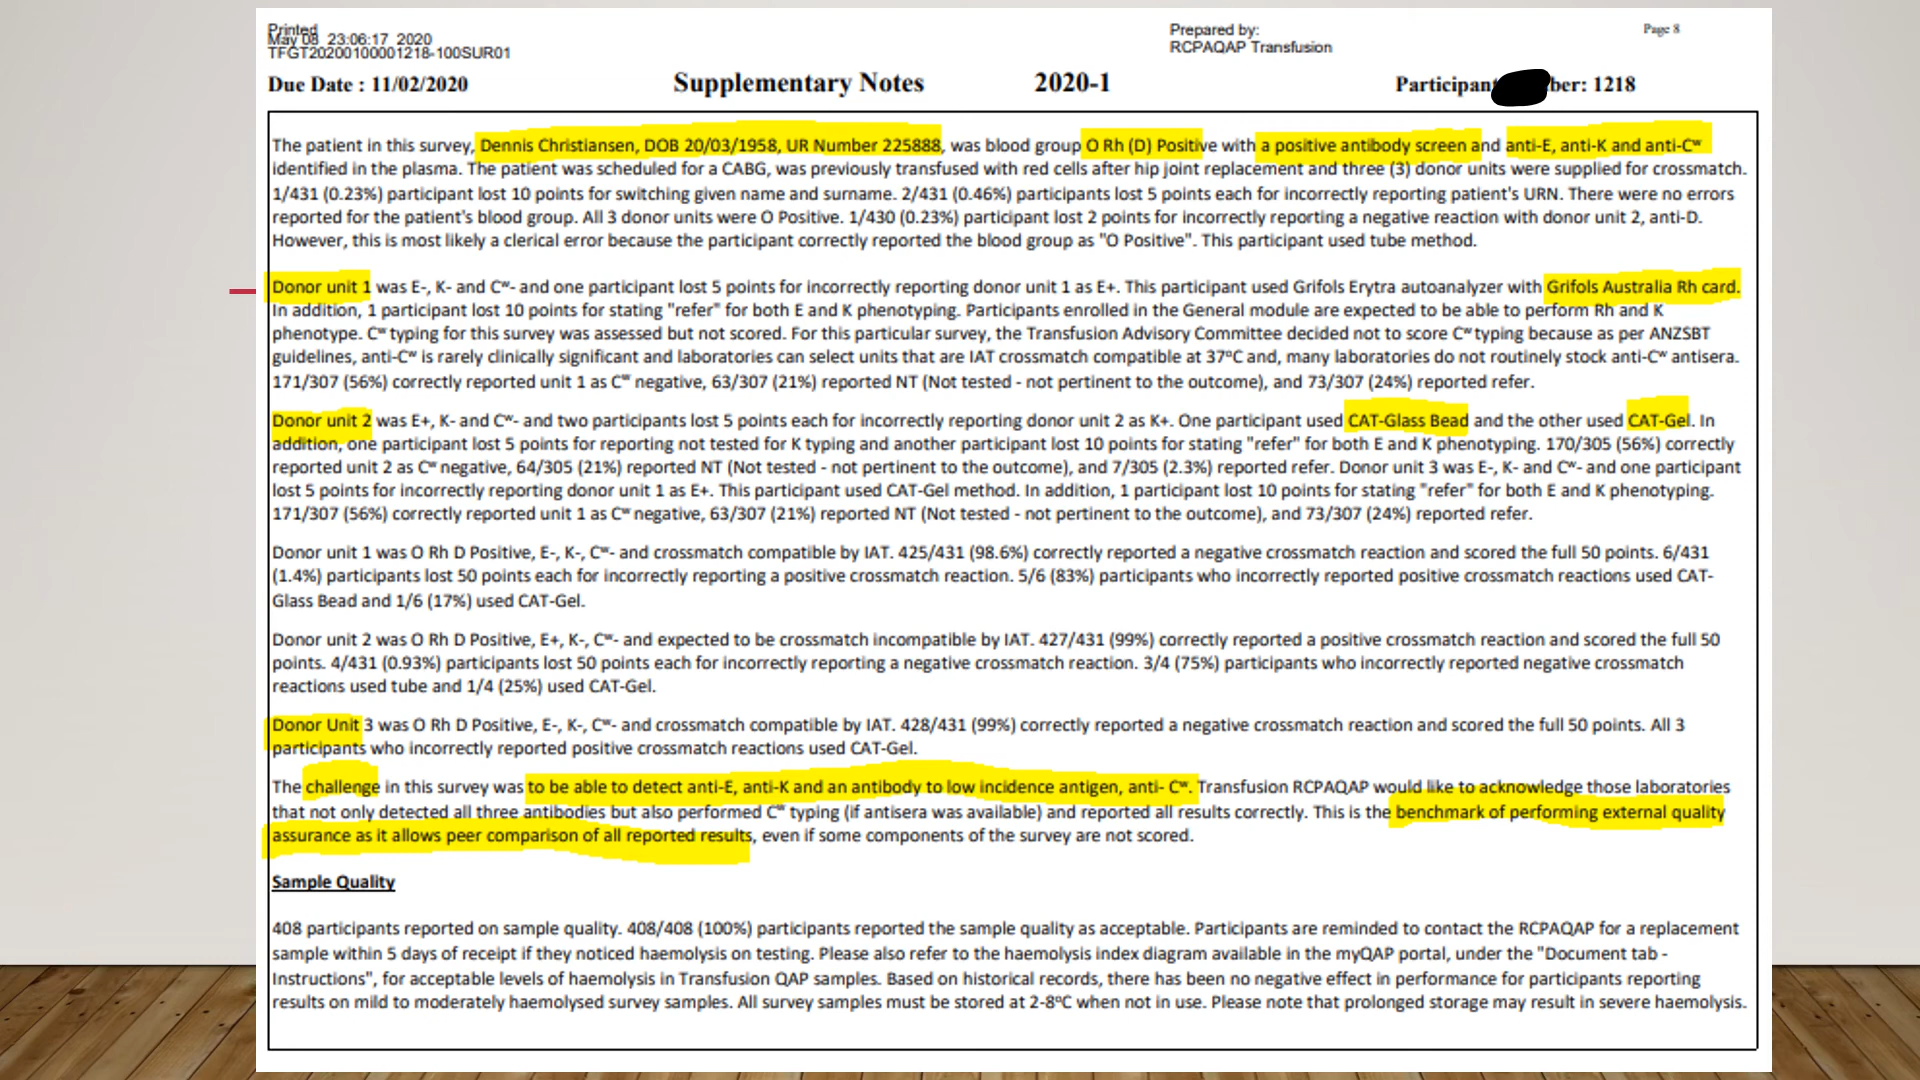 Printed
May 08 23:06:17 2020
TFGT20200100001218-100SUR01
Prepared by:
RCPAQAP Transfusion
Page 8
Due Date : 11/02/2020 Supplementary Notes 2020-1 Participant ber: 1218
The patient in this survey, Dennis Christiansen, DOB 20/03/1958, UR Number 225888, was blood group O Rh (D) Positive with a positive antibody screen and anti-E, anti-K and anti-Cʷ
identified in the plasma. The patient was scheduled for a CABG, was previously transfused with red cells after hip joint replacement and three (3) donor units were supplied for crossmatch.
1/431 (0.23%) participant lost 10 points for switching given name and surname. 2/431 (0.46%) participants lost 5 points each for incorrectly reporting patient's URN. There were no errors
reported for the patient's blood group. All 3 donor units were O Positive. 1/430 (0.23%) participant lost 2 points for incorrectly reporting a negative reaction with donor unit 2, anti-D.
However, this is most likely a clerical error because the participant correctly reported the blood group as "O Positive". This participant used tube method.
Donor unit 1 was E-, K- and Cʷ- and one participant lost 5 points for incorrectly reporting donor unit 1 as E+. This participant used Grifols Erytra autoanalyzer with Grifols Australia Rh card.
In addition, 1 participant lost 10 points for stating "refer" for both E and K phenotyping. Participants enrolled in the General module are expected to be able to perform Rh and K
phenotype. Cʷ typing for this survey was assessed but not scored. For this particular survey, the Transfusion Advisory Committee decided not to score Cʷ typing because as per ANZSBT
guidelines, anti-Cʷ is rarely clinically significant and laboratories can select units that are IAT crossmatch compatible at 37ºC and, many laboratories do not routinely stock anti-Cʷ antisera.
171/307 (56%) correctly reported unit 1 as Cʷ negative, 63/307 (21%) reported NT (Not tested - not pertinent to the outcome), and 73/307 (24%) reported refer.
Donor unit 2 was E+, K- and Cʷ- and two participants lost 5 points each for incorrectly reporting donor unit 2 as K+. One participant used CAT-Glass Bead and the other used CAT-Gel. In
addition, one participant lost 5 points for reporting not tested for K typing and another participant lost 10 points for stating "refer" for both E and K phenotyping. 170/305 (56%) correctly
reported unit 2 as Cʷ negative, 64/305 (21%) reported NT (Not tested - not pertinent to the outcome), and 7/305 (2.3%) reported refer. Donor unit 3 was E-, K- and Cʷ- and one participant
lost 5 points for incorrectly reporting donor unit 1 as E+. This participant used CAT-Gel method. In addition, 1 participant lost 10 points for stating "refer" for both E and K phenotyping.
171/307 (56%) correctly reported unit 1 as Cʷ negative, 63/307 (21%) reported NT (Not tested - not pertinent to the outcome), and 73/307 (24%) reported refer.
Donor unit 1 was O Rh D Positive, E-, K-, Cʷ- and crossmatch compatible by IAT. 425/431 (98.6%) correctly reported a negative crossmatch reaction and scored the full 50 points. 6/431
(1.4%) participants lost 50 points each for incorrectly reporting a positive crossmatch reaction. 5/6 (83%) participants who incorrectly reported positive crossmatch reactions used CAT-
Glass Bead and 1/6 (17%) used CAT-Gel.
Donor unit 2 was O Rh D Positive, E+, K-, Cʷ- and expected to be crossmatch incompatible by IAT. 427/431 (99%) correctly reported a positive crossmatch reaction and scored the full 50
points. 4/431 (0.93%) participants lost 50 points each for incorrectly reporting a negative crossmatch reaction. 3/4 (75%) participants who incorrectly reported negative crossmatch
reactions used tube and 1/4 (25%) used CAT-Gel.
Donor Unit 3 was O Rh D Positive, E-, K-, Cʷ- and crossmatch compatible by IAT. 428/431 (99%) correctly reported a negative crossmatch reaction and scored the full 50 points. All 3
participants who incorrectly reported positive crossmatch reactions used CAT-Gel.
The challenge in this survey was to be able to detect anti-E, anti-K and an antibody to low incidence antigen, anti- Cʷ. Transfusion RCPAQAP would like to acknowledge those laboratories
that not only detected all three antibodies but also performed Cʷ typing (if antisera was available) and reported all results correctly. This is the benchmark of performing external quality
assurance as it allows peer comparison of all reported results, even if some components of the survey are not scored.
Sample Quality
408 participants reported on sample quality. 408/408 (100%) participants reported the sample quality as acceptable. Participants are reminded to contact the RCPAQAP for a replacement
sample within 5 days of receipt if they noticed haemolysis on testing. Please also refer to the haemolysis index diagram available in the myQAP portal, under the "Document tab -
Instructions", for acceptable levels of haemolysis in Transfusion QAP samples. Based on historical records, there has been no negative effect in performance for participants reporting
results on mild to moderately haemolysed survey samples. All survey samples must be stored at 2-8ºC when not in use. Please note that prolonged storage may result in severe haemolysis.